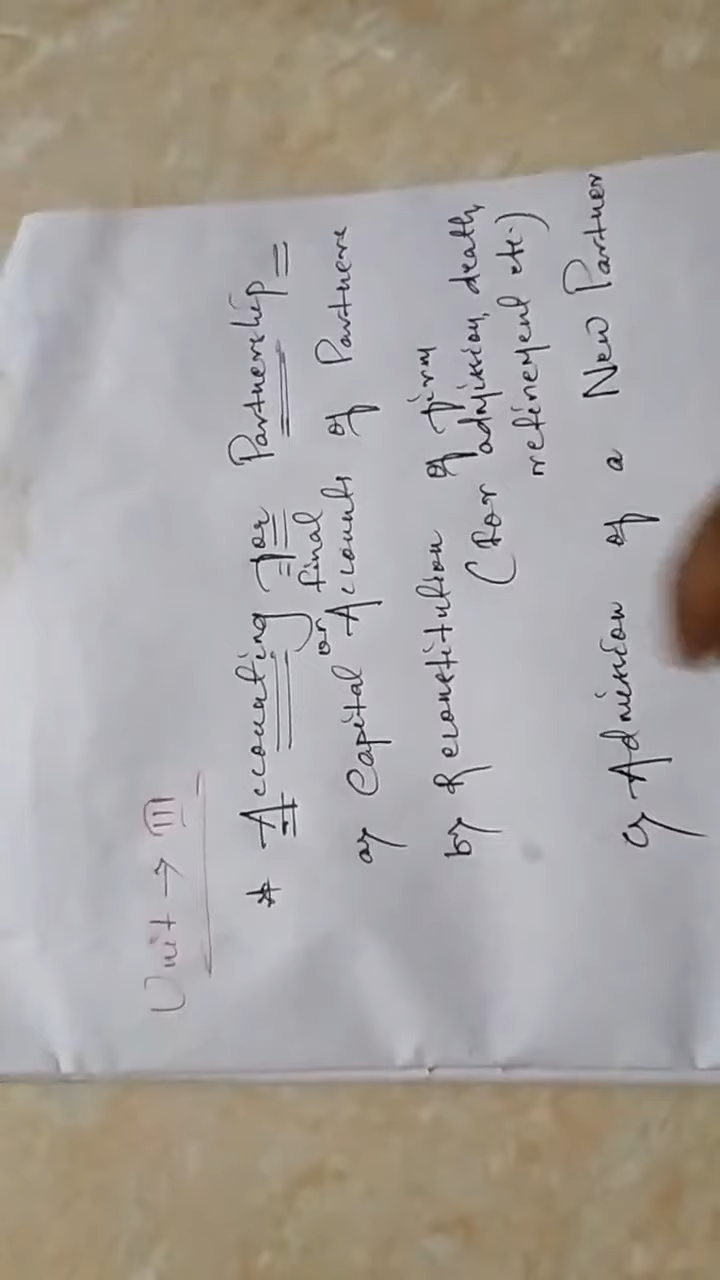 Unit → III
* Accounting for Partnership =
or final
a) Capital Accounts of Partners
b) Reconstitution of firm
(for admission, death,
retirement etc.)
c) Admission of a New Partner